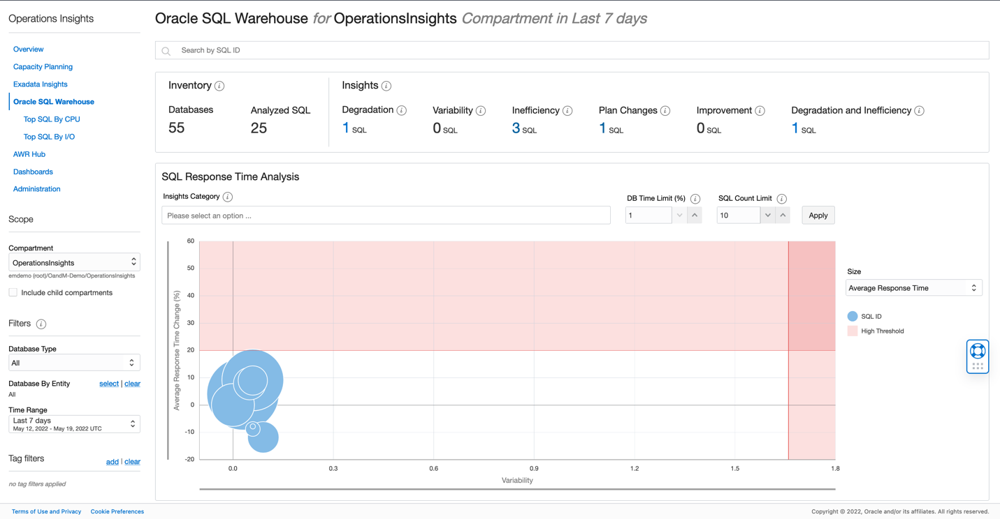 Operations Insights
Overview
Capacity Planning
Exadata Insights
Oracle SQL Warehouse
Top SQL By CPU
Top SQL By I/O
AWR Hub
Dashboards
Administration
Scope
Compartment
OperationsInsights
emdemo (root)/OandM-Demo/OperationsInsights
Include child compartments
Filters
Database Type
All
Database By Entity select | clear
All
Time Range
Last 7 days
May 12, 2022 - May 19, 2022 UTC
Tag filters add | clear
no tag filters applied
Oracle SQL Warehouse for OperationsInsights Compartment in Last 7 days
Search by SQL ID
Inventory
Databases
55
Analyzed SQL
25
Insights
Degradation
1 SQL
Variability
0 SQL
Inefficiency
3 SQL
Plan Changes
1 SQL
Improvement
0 SQL
Degradation and Inefficiency
1 SQL
SQL Response Time Analysis
Insights Category
Please select an option ...
DB Time Limit (%)
1
SQL Count Limit
10
Apply
Average Response Time Change (%)
60
50
40
30
20
10
0
-10
-20
0.0 0.3 0.6 0.9 1.2 1.5 1.8
Variability
Size
Average Response Time
SQL ID
High Threshold
Terms of Use and Privacy Cookie Preferences
Copyright © 2022, Oracle and/or its affiliates. All rights reserved.